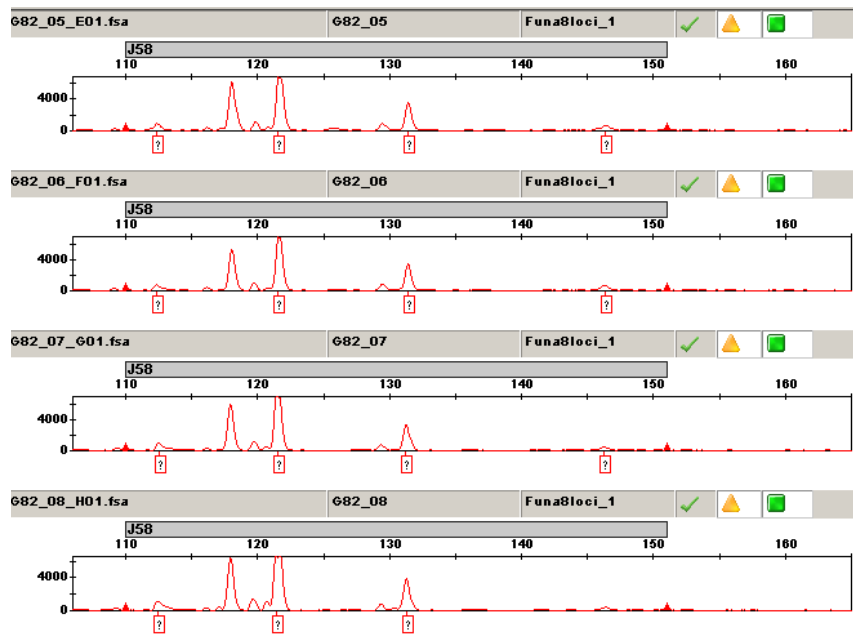 G82_05_E01.fsa G82_05 Funa8loci_1
J58
110 120 130 140 150 160
4000
0
? ? ? ?
G82_06_F01.fsa G82_06 Funa8loci_1
J58
110 120 130 140 150 160
4000
0
? ? ? ?
G82_07_G01.fsa G82_07 Funa8loci_1
J58
110 120 130 140 150 160
4000
0
? ? ? ?
G82_08_H01.fsa G82_08 Funa8loci_1
J58
110 120 130 140 150 160
4000
0
? ? ?